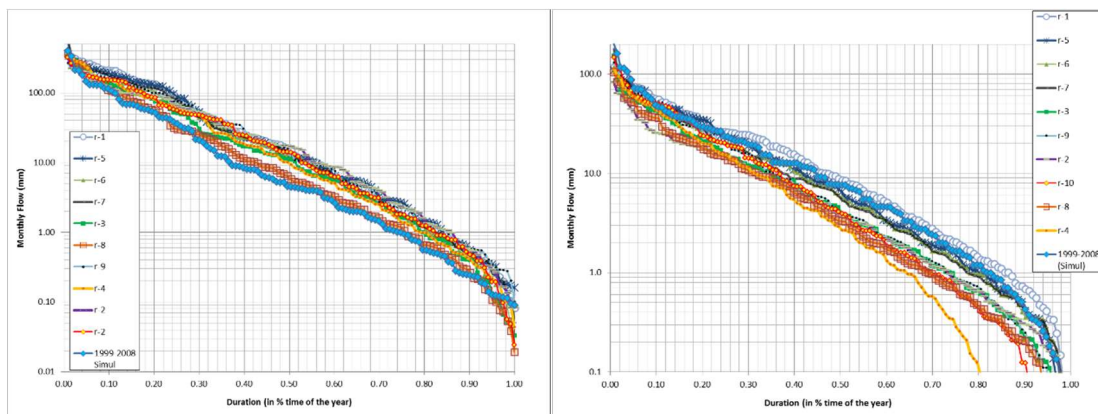 Monthly Flow (mm)
100.00
10.00
1.00
0.10
0.01
r-1
r-5
r-6
r-7
r-3
r-8
r 9
r-4
r 2
r-2
1999 2008
Simul
0.00 0.10 0.20 0.30 0.40 0.50 0.60 0.70 0.80 0.90 1.00
Duration (in % time of the year)
Monthly Flow (mm)
100.0
10.0
1.0
0.1
r-1
r-5
r-6
r-7
r-3
r-9
r-2
r-10
r-8
r-4
1999-2008
(Simul)
0.00 0.10 0.20 0.30 0.40 0.50 0.60 0.70 0.80 0.90 1.00
Duration (in % time of the year)